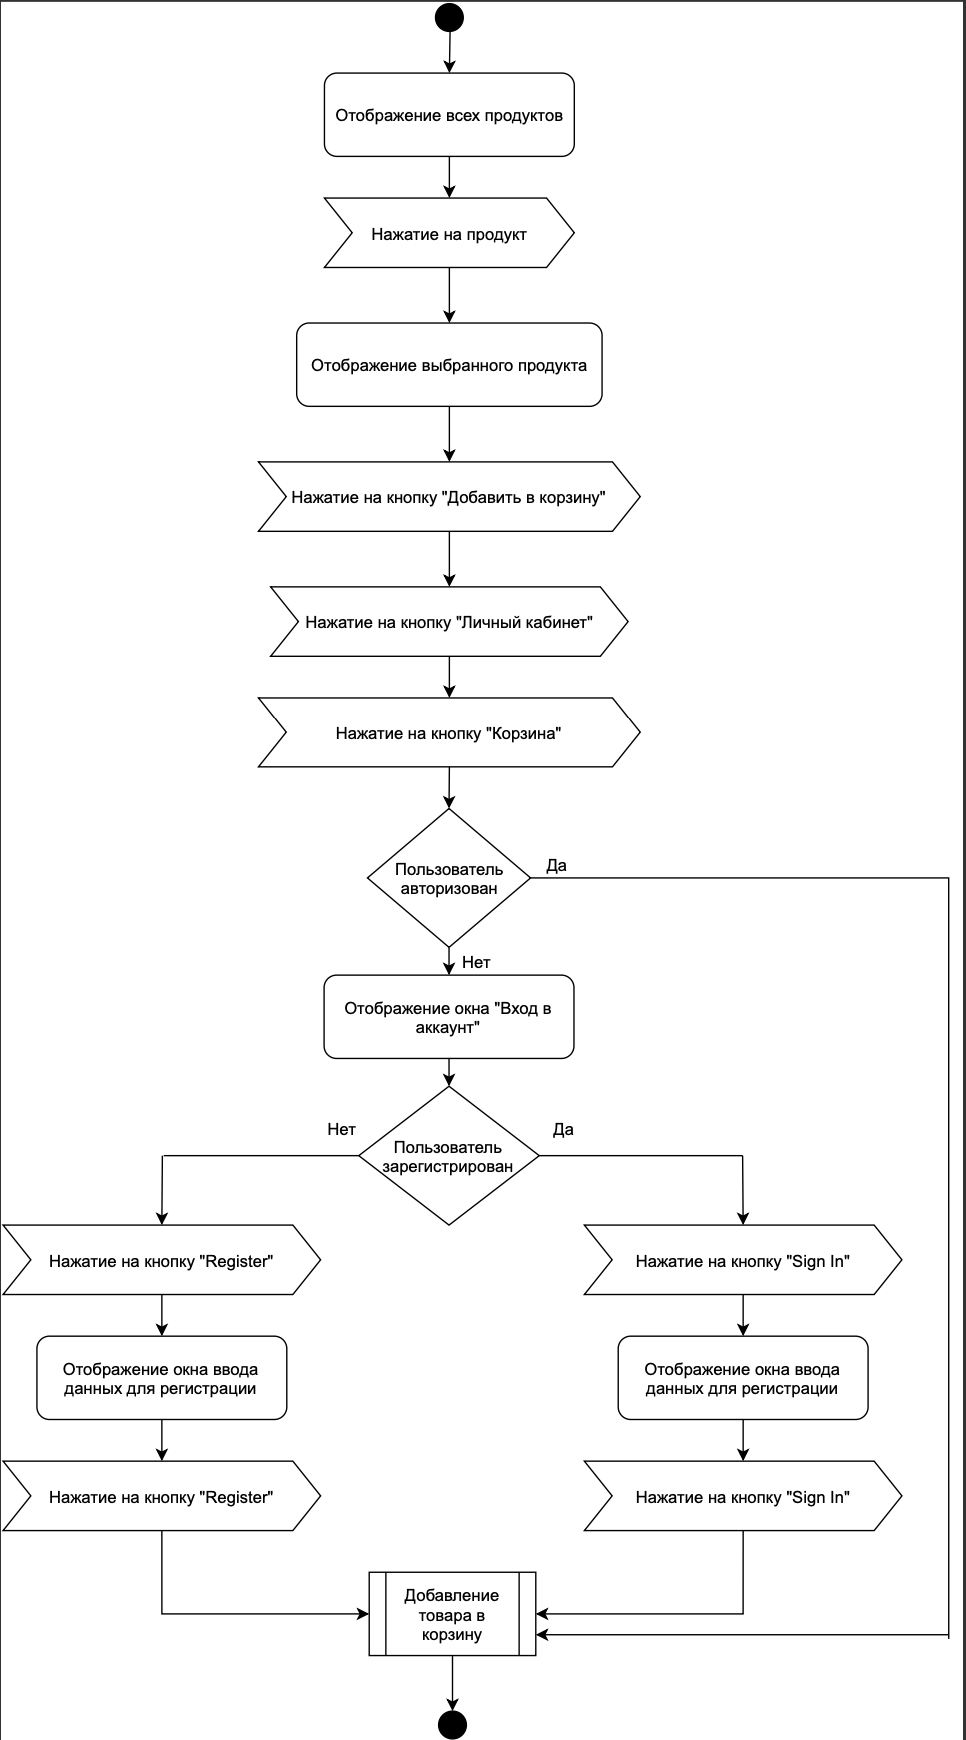 Отображение всех продуктов
Нажатие на продукт
Отображение выбранного продукта
Нажатие на кнопку "Добавить в корзину"
Нажатие на кнопку "Личный кабинет"
Нажатие на кнопку "Корзина"
Пользователь
авторизован
Да
Нет
Отображение окна "Вход в
аккаунт"
Нет
Да
Пользователь
зарегистрирован
Нажатие на кнопку "Register"
Нажатие на кнопку "Sign In"
Отображение окна ввода
данных для регистрации
Отображение окна ввода
данных для регистрации
Нажатие на кнопку "Register"
Нажатие на кнопку "Sign In"
Добавление
товара в
корзину